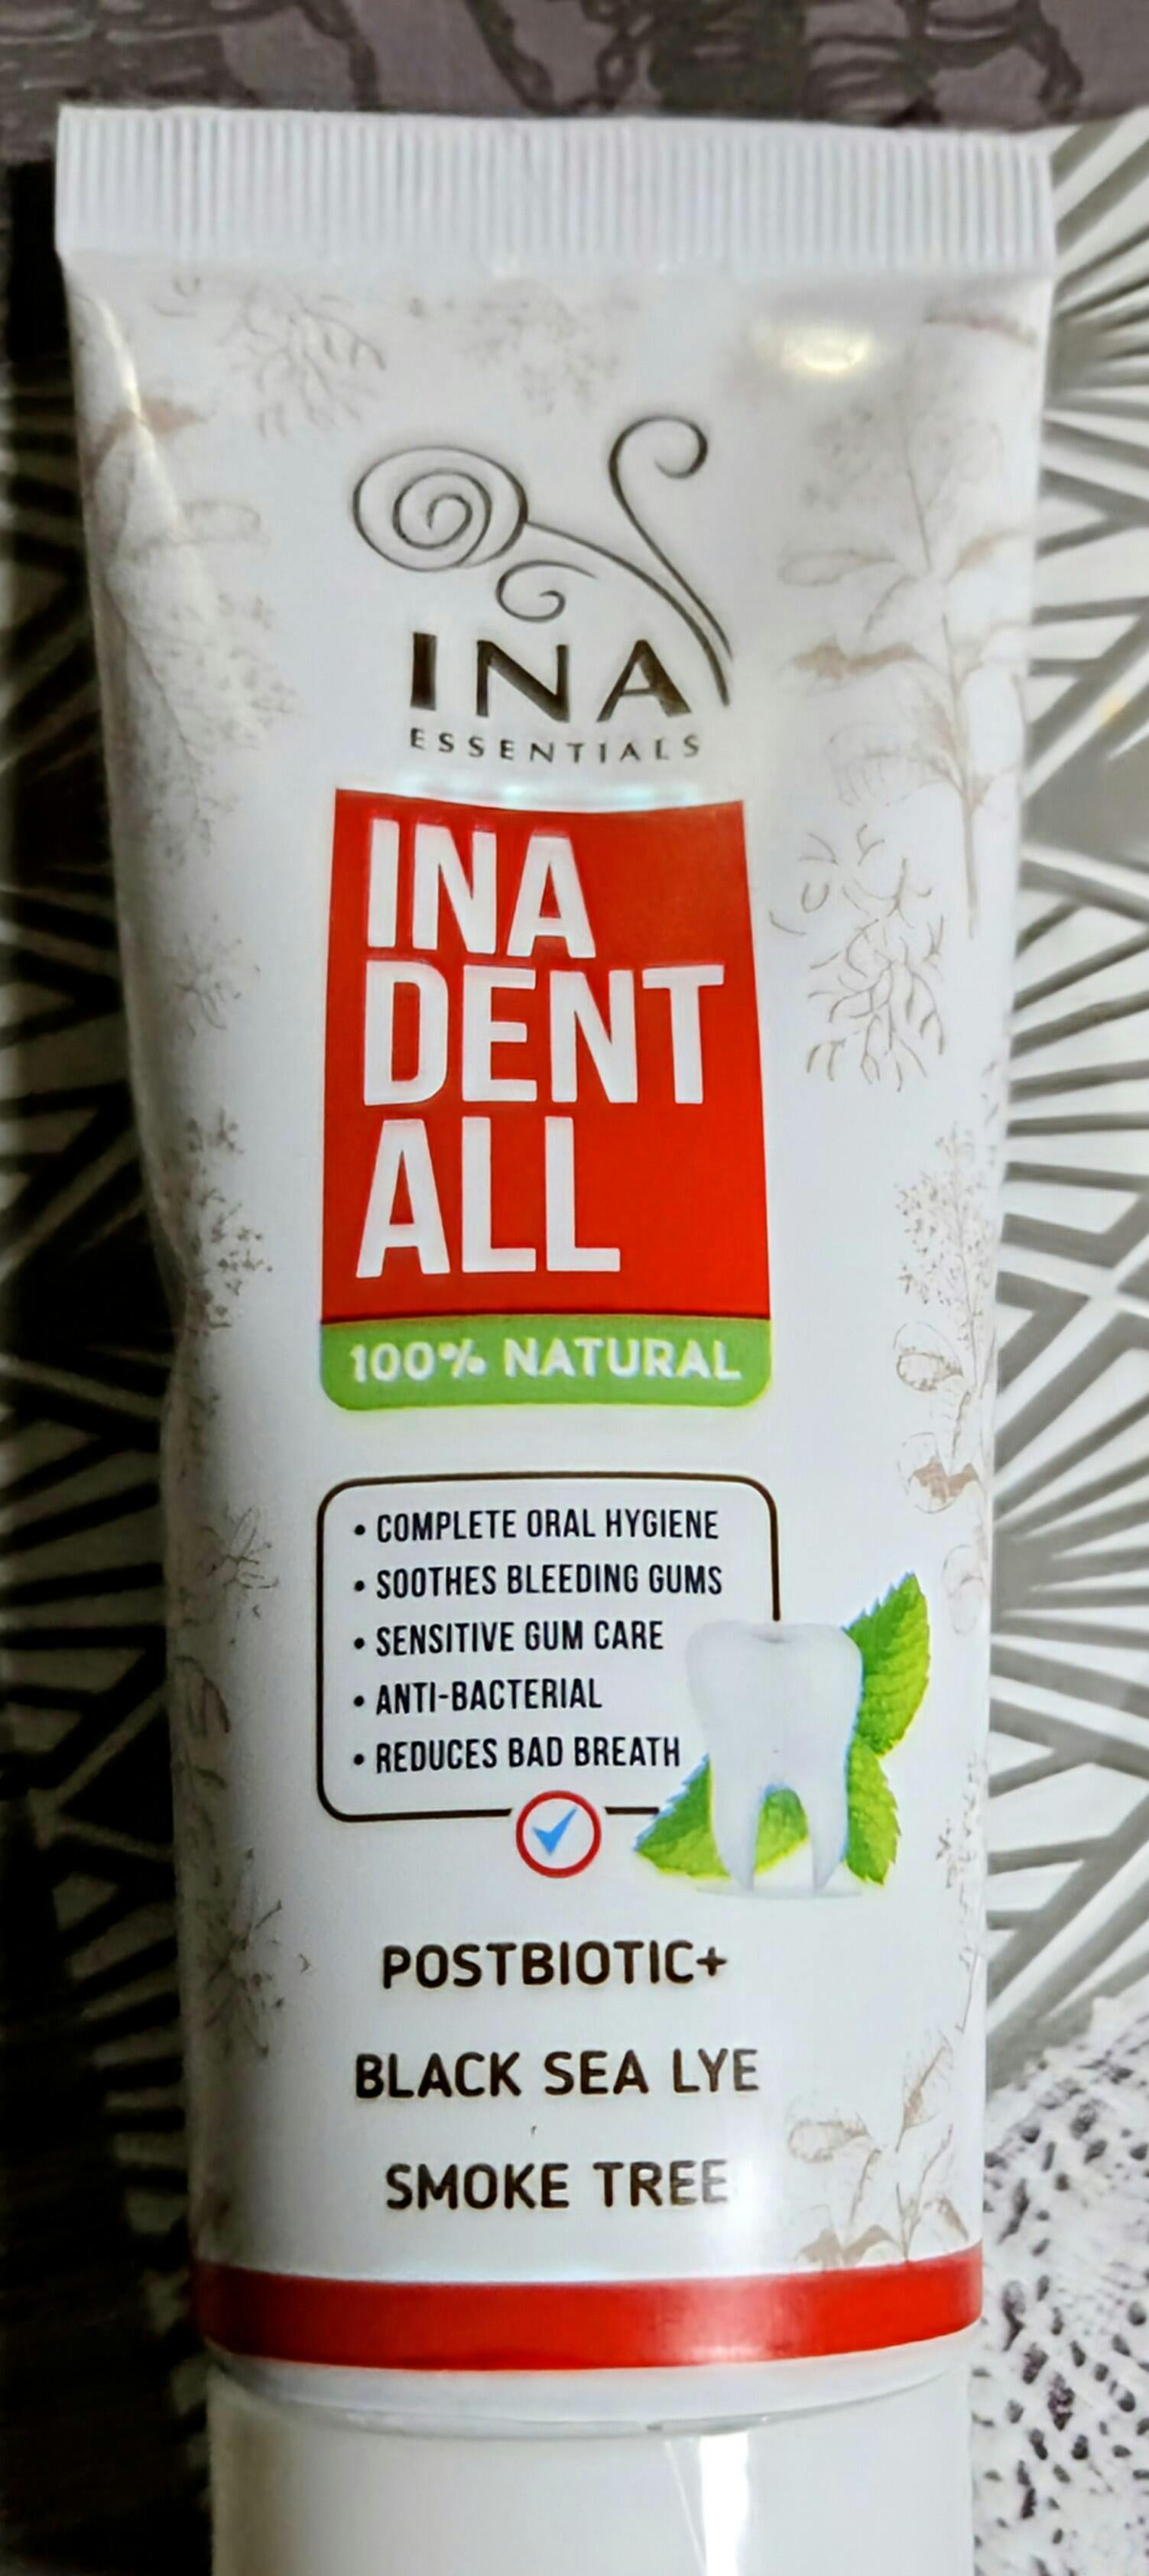 INA
ESSENTIALS
INA
DENT
ALL
100% NATURAL
• COMPLETE ORAL HYGIENE
• SOOTHES BLEEDING GUMS
• SENSITIVE GUM CARE
• ANTI-BACTERIAL
• REDUCES BAD BREATH
POSTBIOTIC+
BLACK SEA LYE
SMOKE TREE